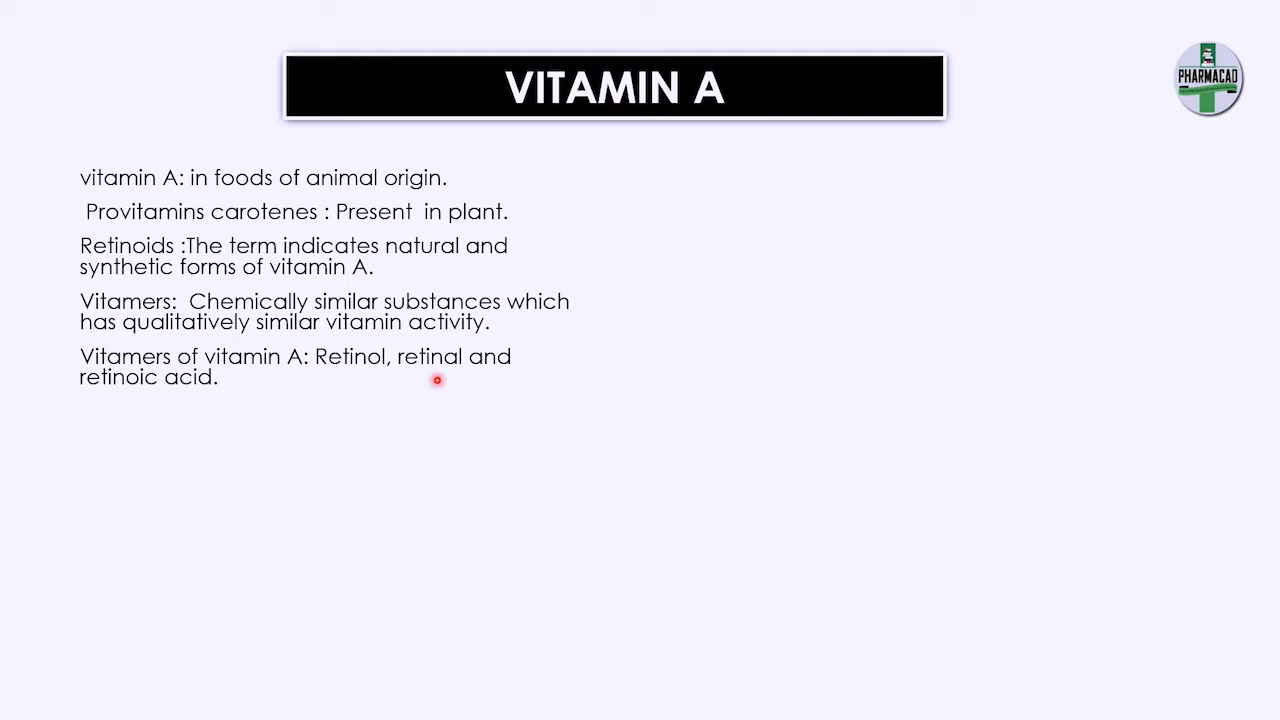 VITAMIN A
PHARMACAD
vitamin A: in foods of animal origin.
Provitamins carotenes : Present  in plant.
Retinoids :The term indicates natural and
synthetic forms of vitamin A.
Vitamers:  Chemically similar substances which
has qualitatively similar vitamin activity.
Vitamers of vitamin A: Retinol, retinal and
retinoic acid.